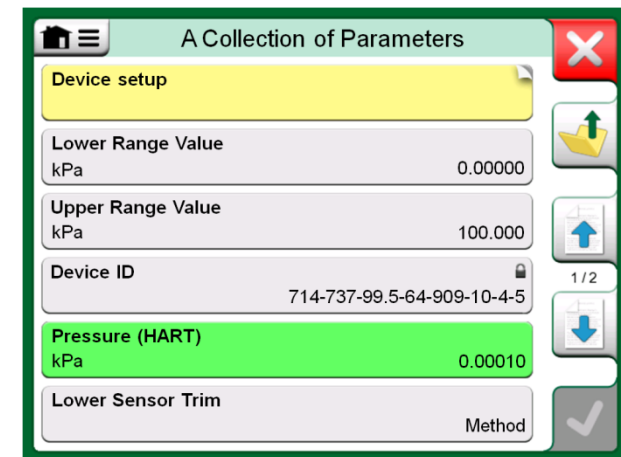 A Collection of Parameters
Device setup
Lower Range Value
kPa 0.00000
Upper Range Value
kPa 100.000
Device ID
714-737-99.5-64-909-10-4-5
1/2
Pressure (HART)
kPa 0.00010
Lower Sensor Trim
Method